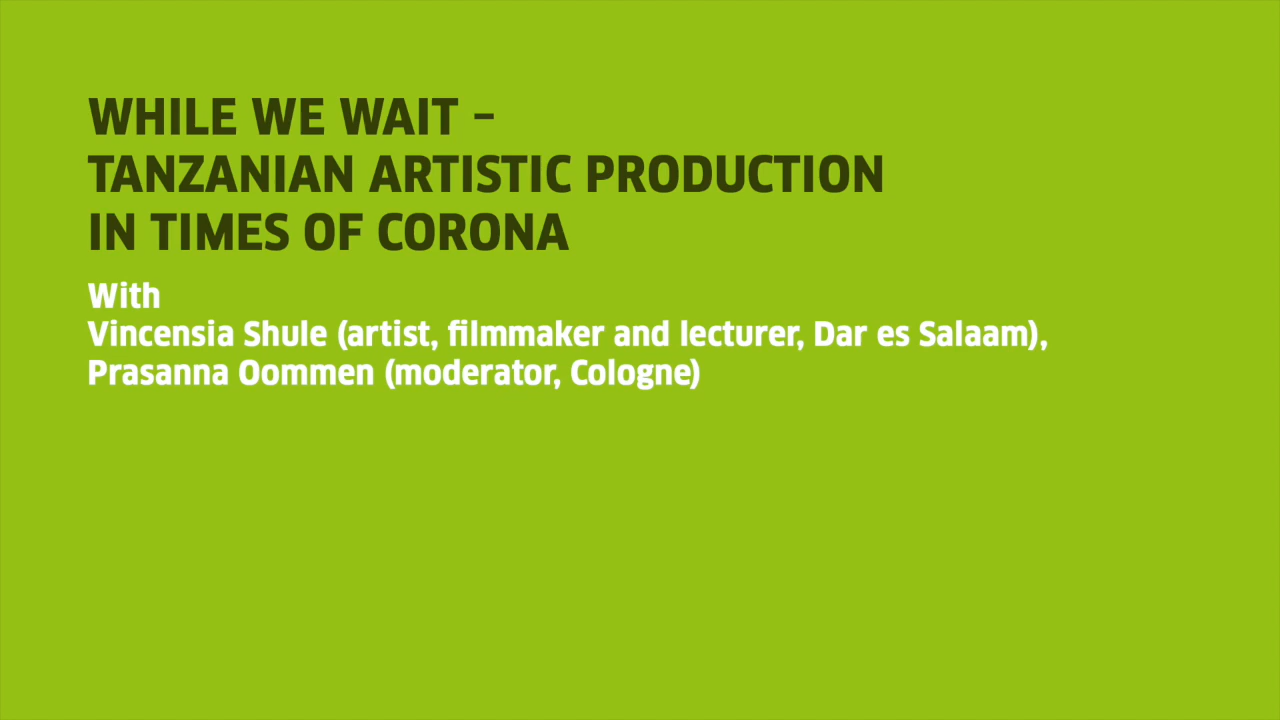 WHILE WE WAIT –
TANZANIAN ARTISTIC PRODUCTION
IN TIMES OF CORONA
With
Vincensia Shule (artist, filmmaker and lecturer, Dar es Salaam),
Prasanna Oommen (moderator, Cologne)